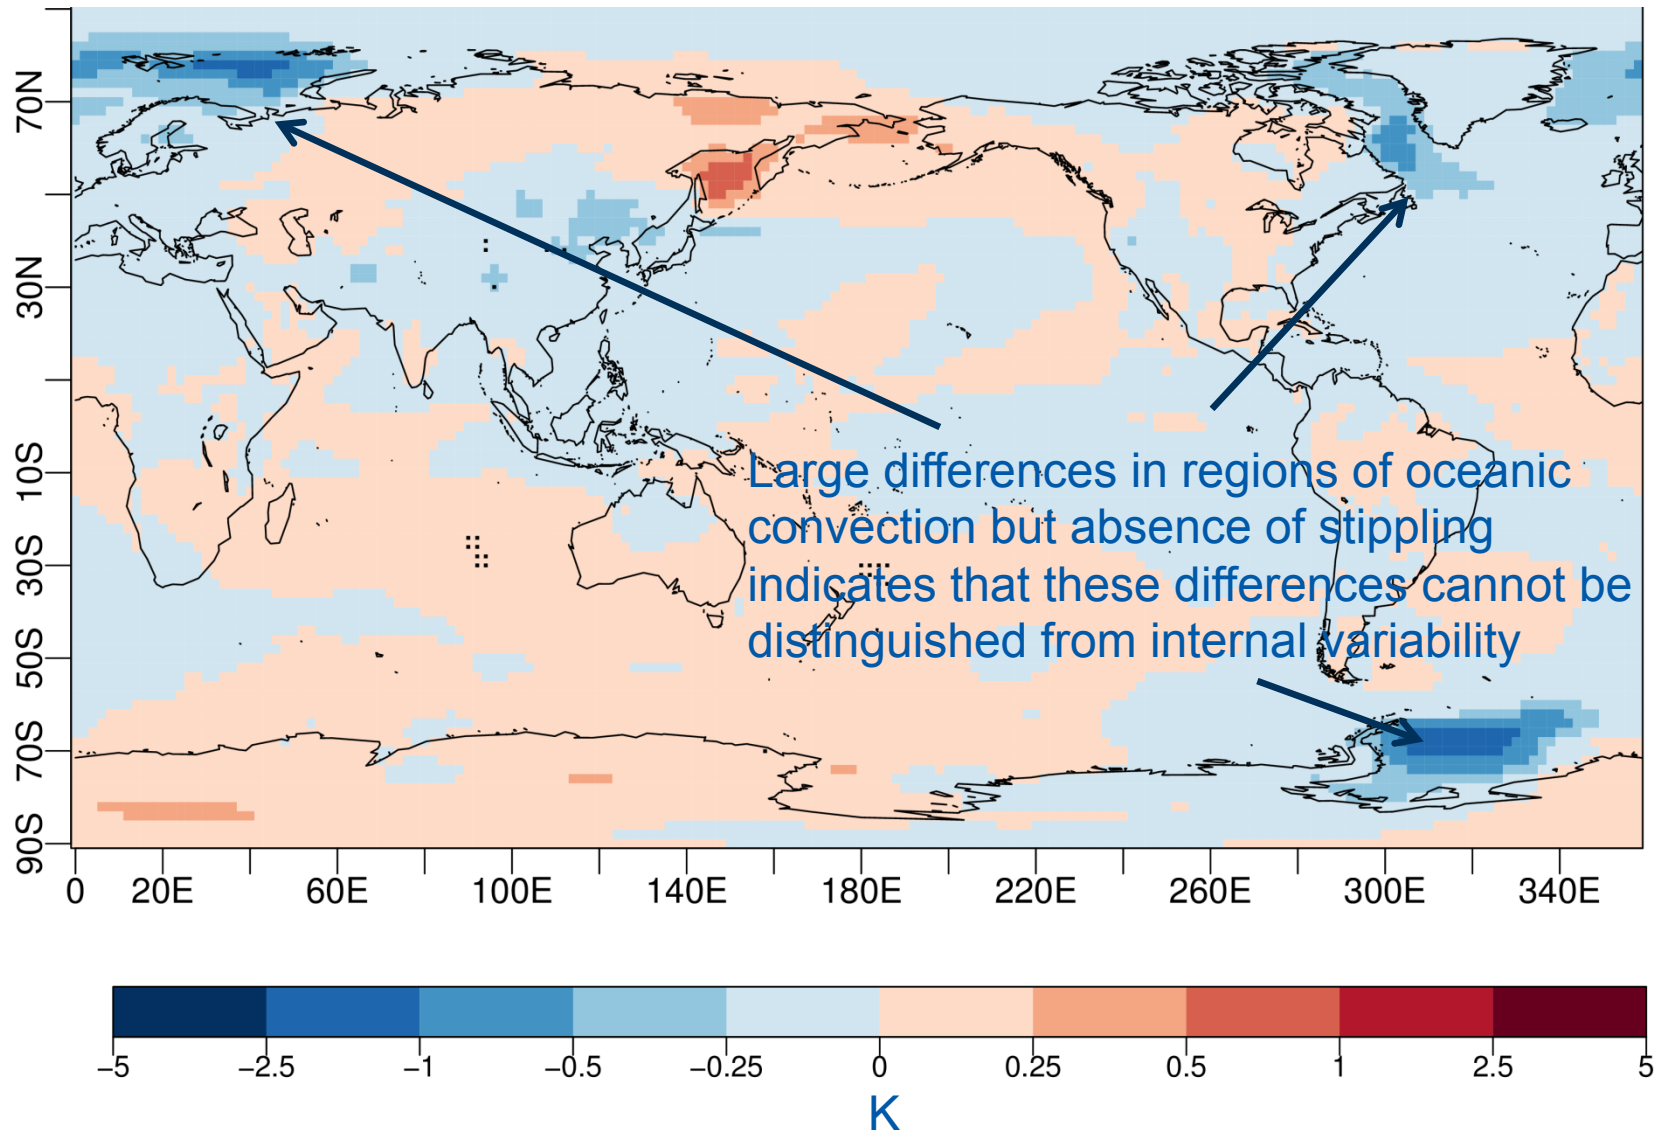 70N
30N
10S
30S
50S
70S
90S
0 20E 60E 100E 140E 180E 220E 260E 300E 340E
Large differences in regions of oceanic
convection but absence of stippling
indicates that these differences cannot be
distinguished from internal variability
−5 −2.5 −1 −0.5 −0.25 0 0.25 0.5 1 2.5 5
K